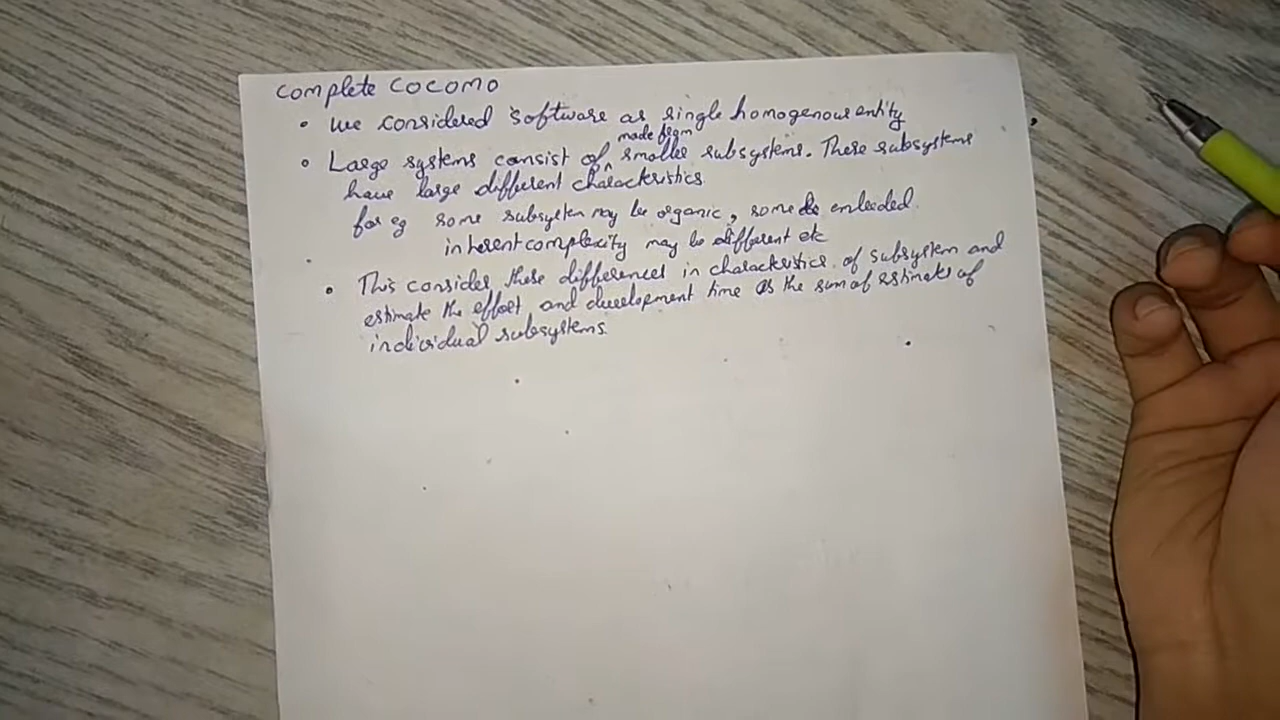 Complete COCOMO
• We considered software as single homogenous entity
made from
• Large systems consist of ^ smaller subsystems. These subsystems
have large different characteristics
for eg some subsystem may be organic, some be embeded.
inherent complexity may be different etc
• This consider these differences in characteristics of subsystem and
estimate the effort and development time as the sum of estimates of
individual subsystems.